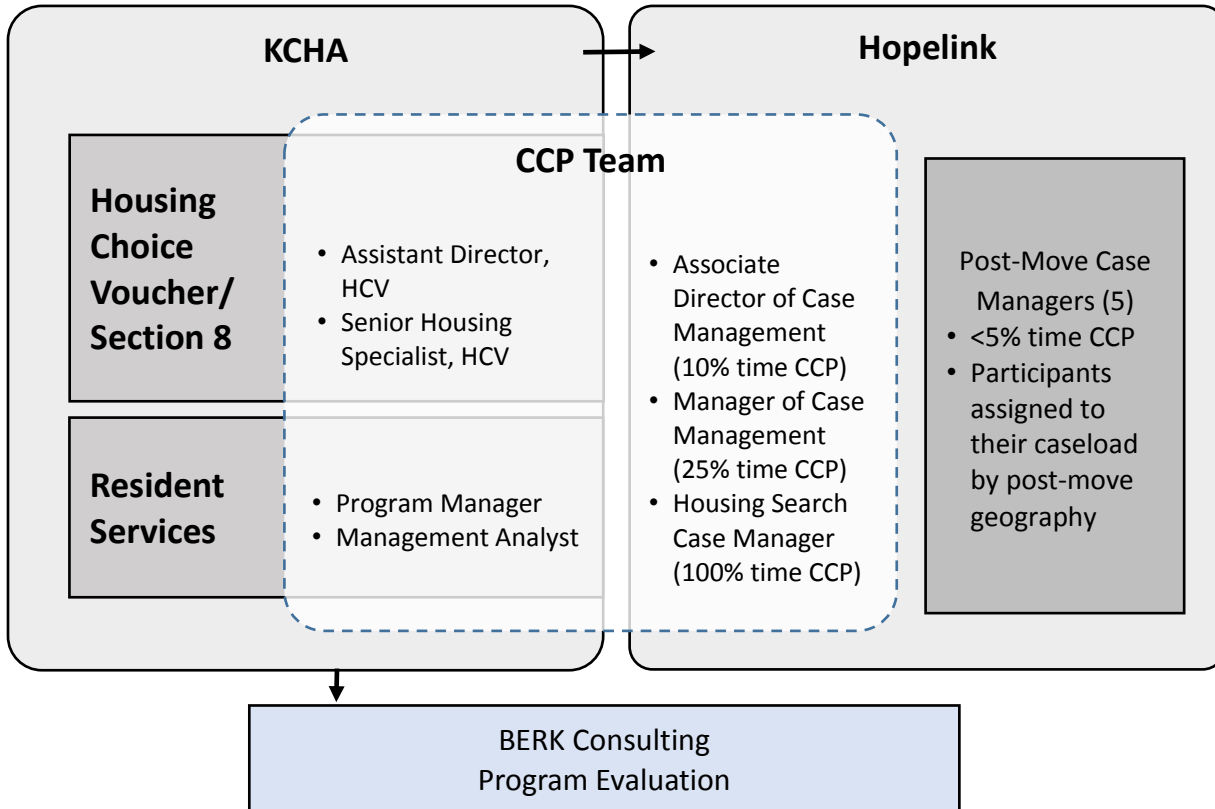 KCHA
Hopelink
CCP Team
Housing
Choice
Voucher/
Section 8
• Assistant Director,
HCV
• Senior Housing
Specialist, HCV
Resident
Services
• Program Manager
• Management Analyst
• Associate
Director of Case
Management
(10% time CCP)
• Manager of Case
Management
(25% time CCP)
• Housing Search
Case Manager
(100% time CCP)
Post-Move Case
Managers (5)
• <5% time CCP
• Participants
assigned to
their caseload
by post-move
geography
BERK Consulting
Program Evaluation